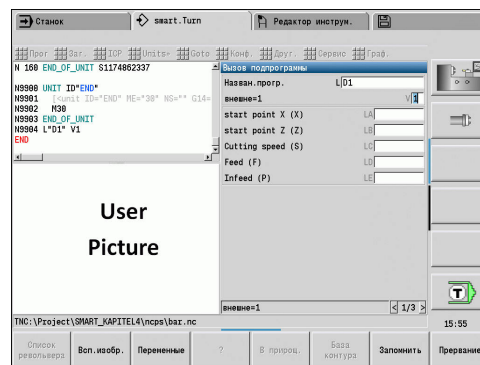 Станок
smart.Turn
Редактор инструм.
Прог Заг. ICP Units» Goto Конф. Друг. Сервис Граф.
N 160 END_OF_UNIT S1174862337
N9900 UNIT ID"END"
N9901 [<unit ID="END" ME="30" NS="" G14=
N9902 M30
N9903 END_OF_UNIT
N9904 L"D1" V1
END
Вызов подпрограммы
Назван.прогр. L D1
внешне=1 V 1
start point X (X) LA
start point Z (Z) LB
Cutting speed (S) LC
Feed (F) LD
Infeed (P) LE
User
Picture
внешне=1 < 1/3 >
TNC:\Project\SMART_KAPITEL4\ncps\bar.nc
T
15:55
Список револьвера
Всп.изобр.
Переменные
?
В прироц.
База контура
Запомнить
Прервание